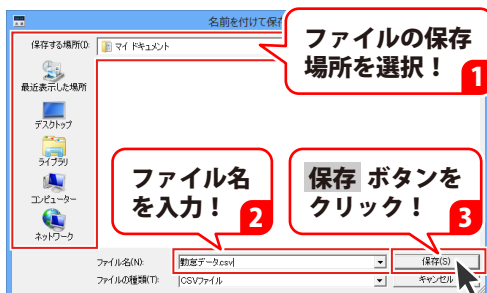 名前を付けて保
保存する場所(I):
マイ ドキュメント
ファイルの保存
場所を選択！
1
最近表示した場所
デスクトップ
ライブラリ
コンピューター
ネットワーク
ファイル名
を入力！
2
保存 ボタンを
クリック！
3
ファイル名(N):
勤怠データ.csv
保存(S)
ファイルの種類(T):
CSVファイル
キャンセル